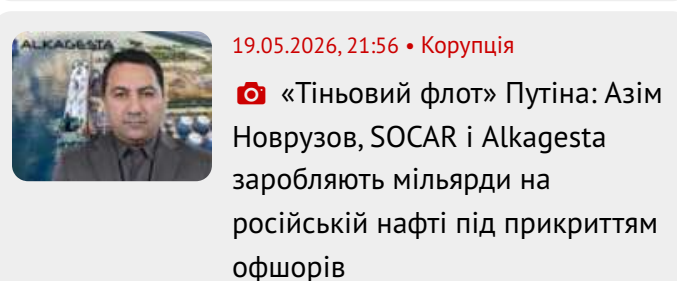 ALKAGESTA
19.05.2026, 21:56 • Корупція
«Тіньовий флот» Путіна: Азім
Новрузов, SOCAR і Alkagesta
заробляють мільярди на
російській нафті під прикриттям
офшорів